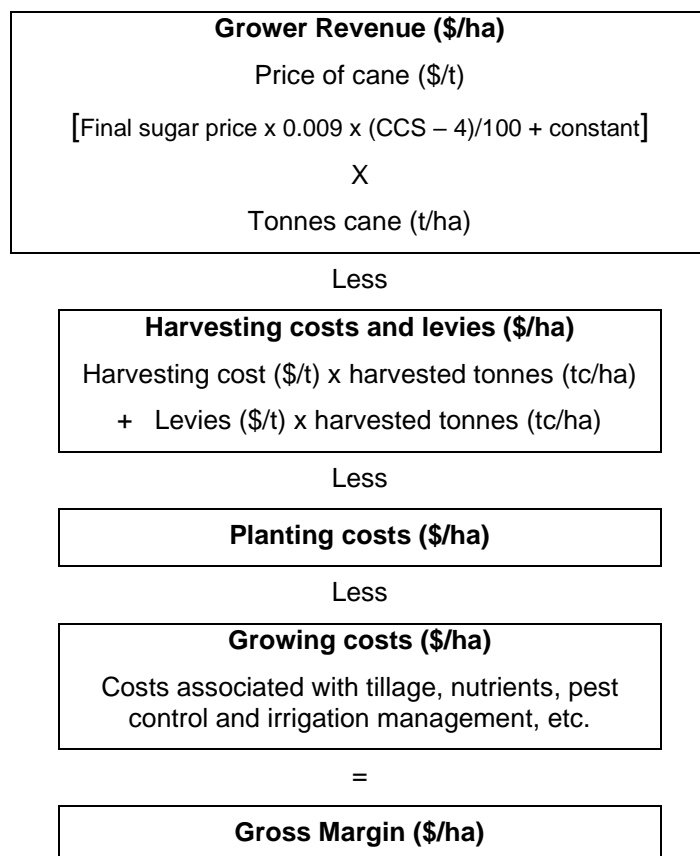 Grower Revenue ($/ha)
Price of cane ($/t)
[Final sugar price x 0.009 x (CCS – 4)/100 + constant]
X
Tonnes cane (t/ha)
Less
Harvesting costs and levies ($/ha)
Harvesting cost ($/t) x harvested tonnes (tc/ha)
+ Levies ($/t) x harvested tonnes (tc/ha)
Less
Planting costs ($/ha)
Less
Growing costs ($/ha)
Costs associated with tillage, nutrients, pest
control and irrigation management, etc.
=
Gross Margin ($/ha)